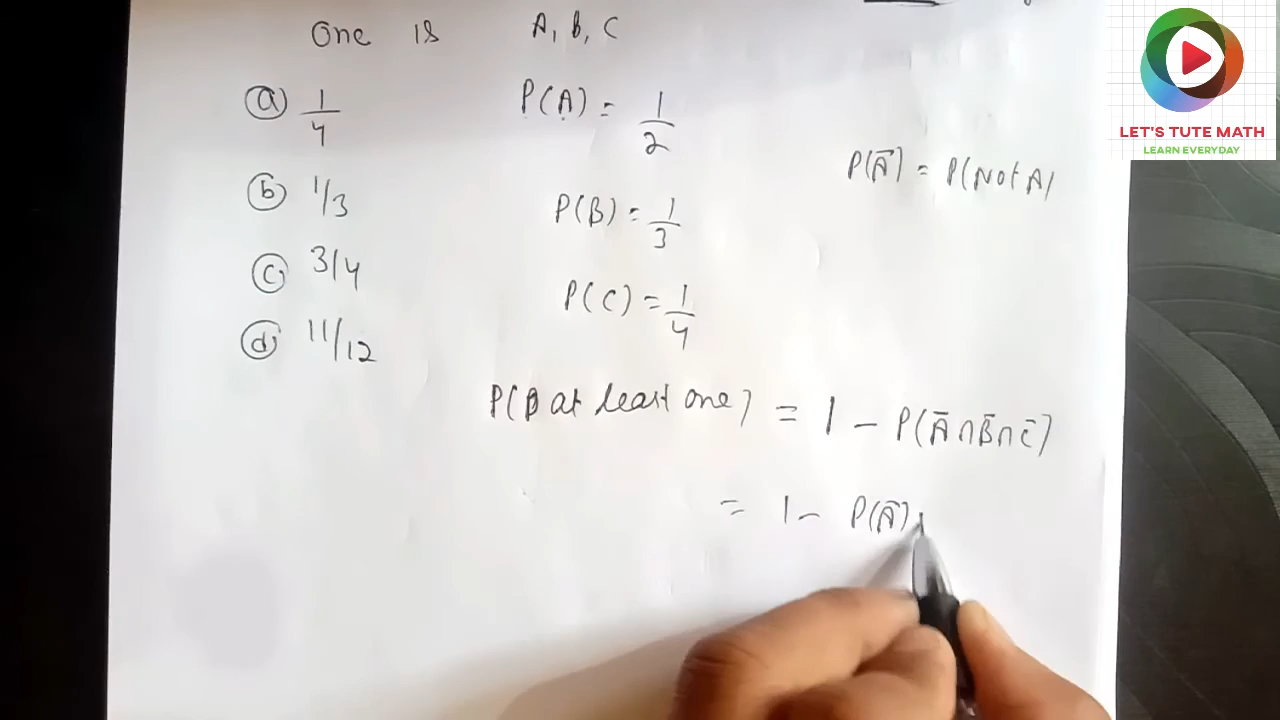 One is A, B, C
(a) 1/4
P(A) = 1/2
P(Ā) = P(Not A)
(b) 1/3
P(B) = 1/3
(c) 3/4
P(C) = 1/4
(d) 11/12
P(B at least one) = 1 - P(Ā∩B̄∩C̄)
= 1 - P(Ā).
LET'S TUTE MATH
LEARN EVERYDAY